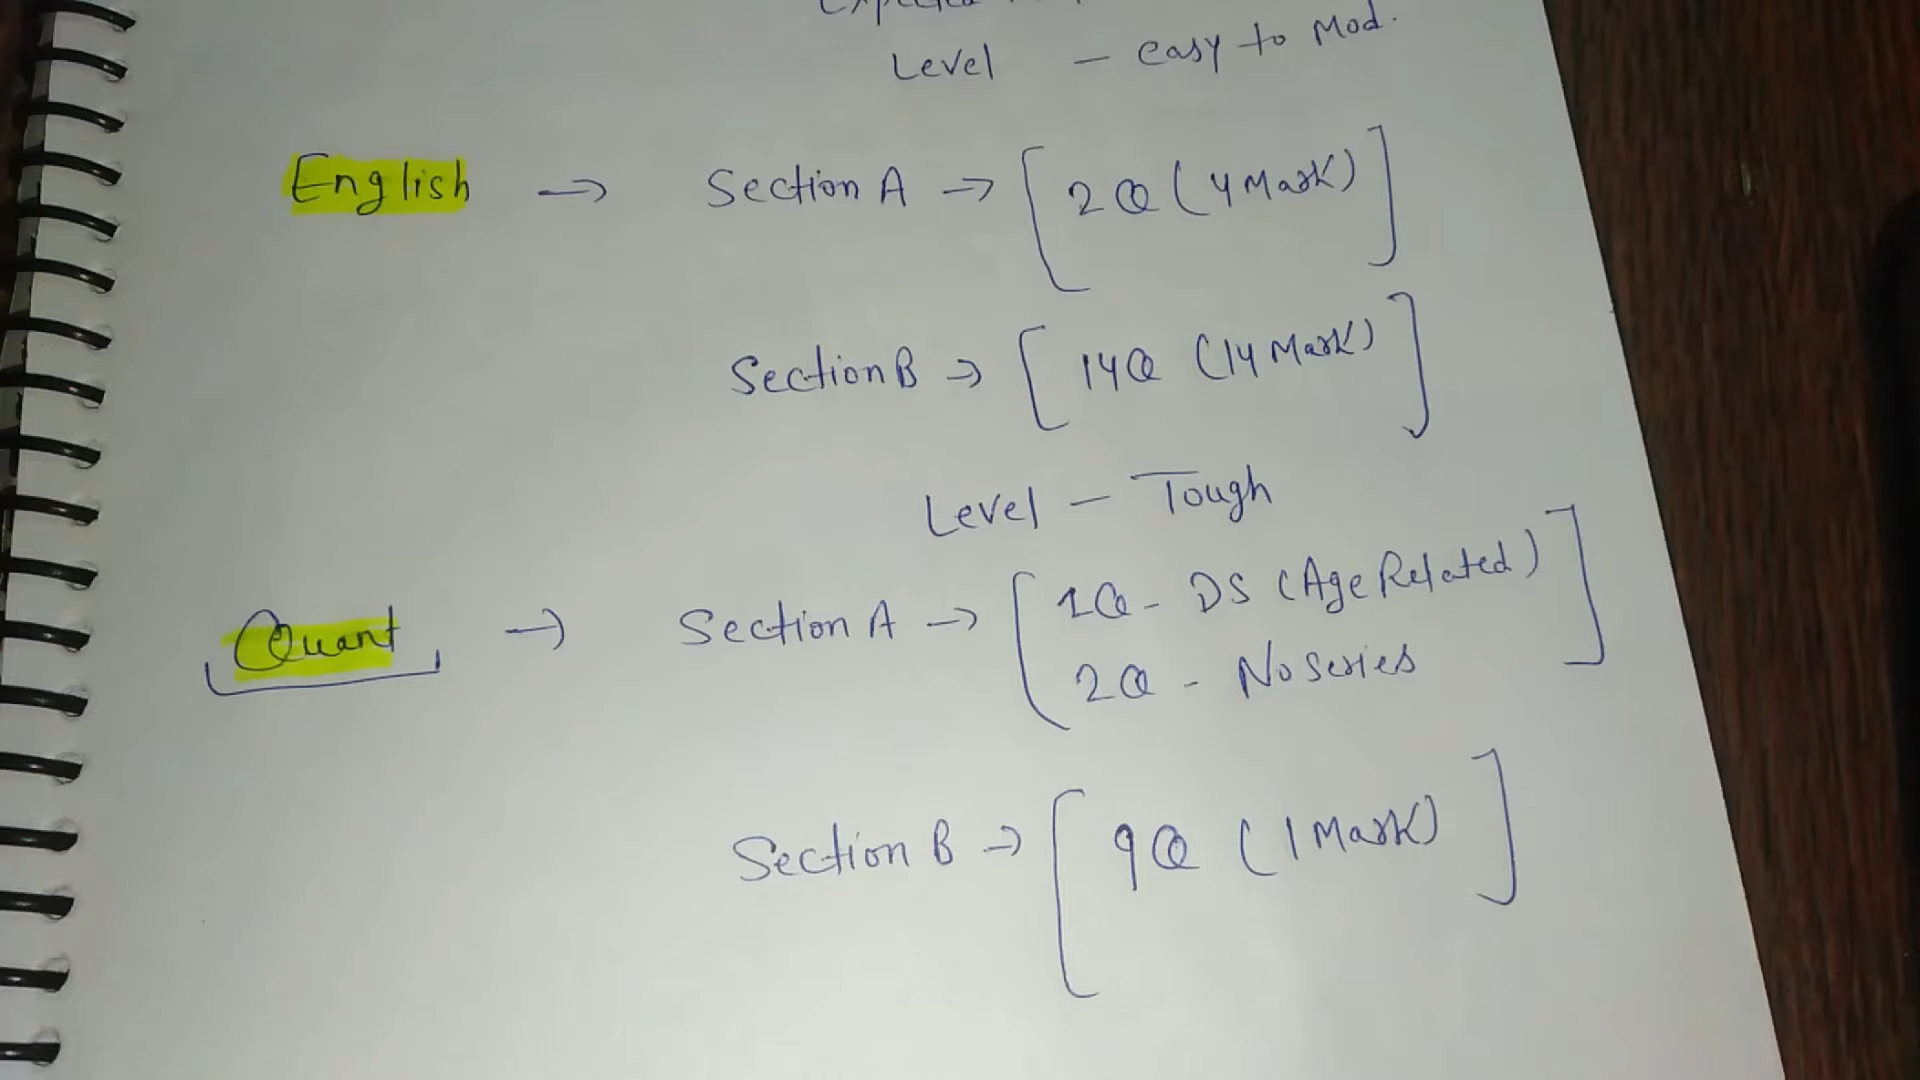 Level - easy to Mod.
English → Section A → [2Q (4 Mark)]
Section B → [14Q (14 Mark)]
Level - Tough
Quant → Section A → [1Q - DS (Age Related)
2Q - No series]
Section B → [9Q (1 Mark)]